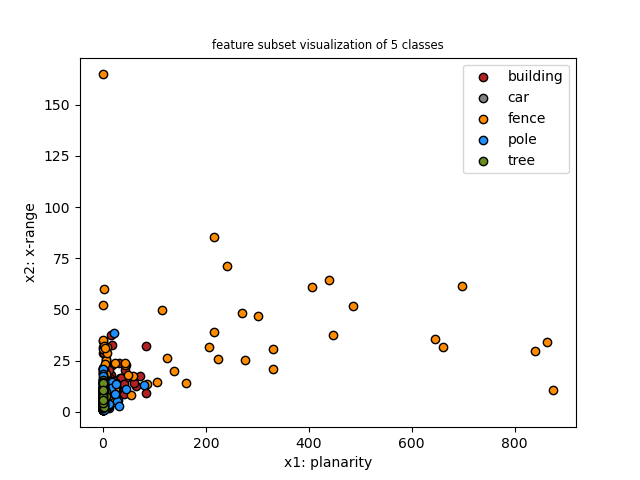 feature subset visualization of 5 classes
building
car
fence
pole
tree
150
125
100
75
50
25
0
x2: x-range
0 200 400 600 800
x1: planarity